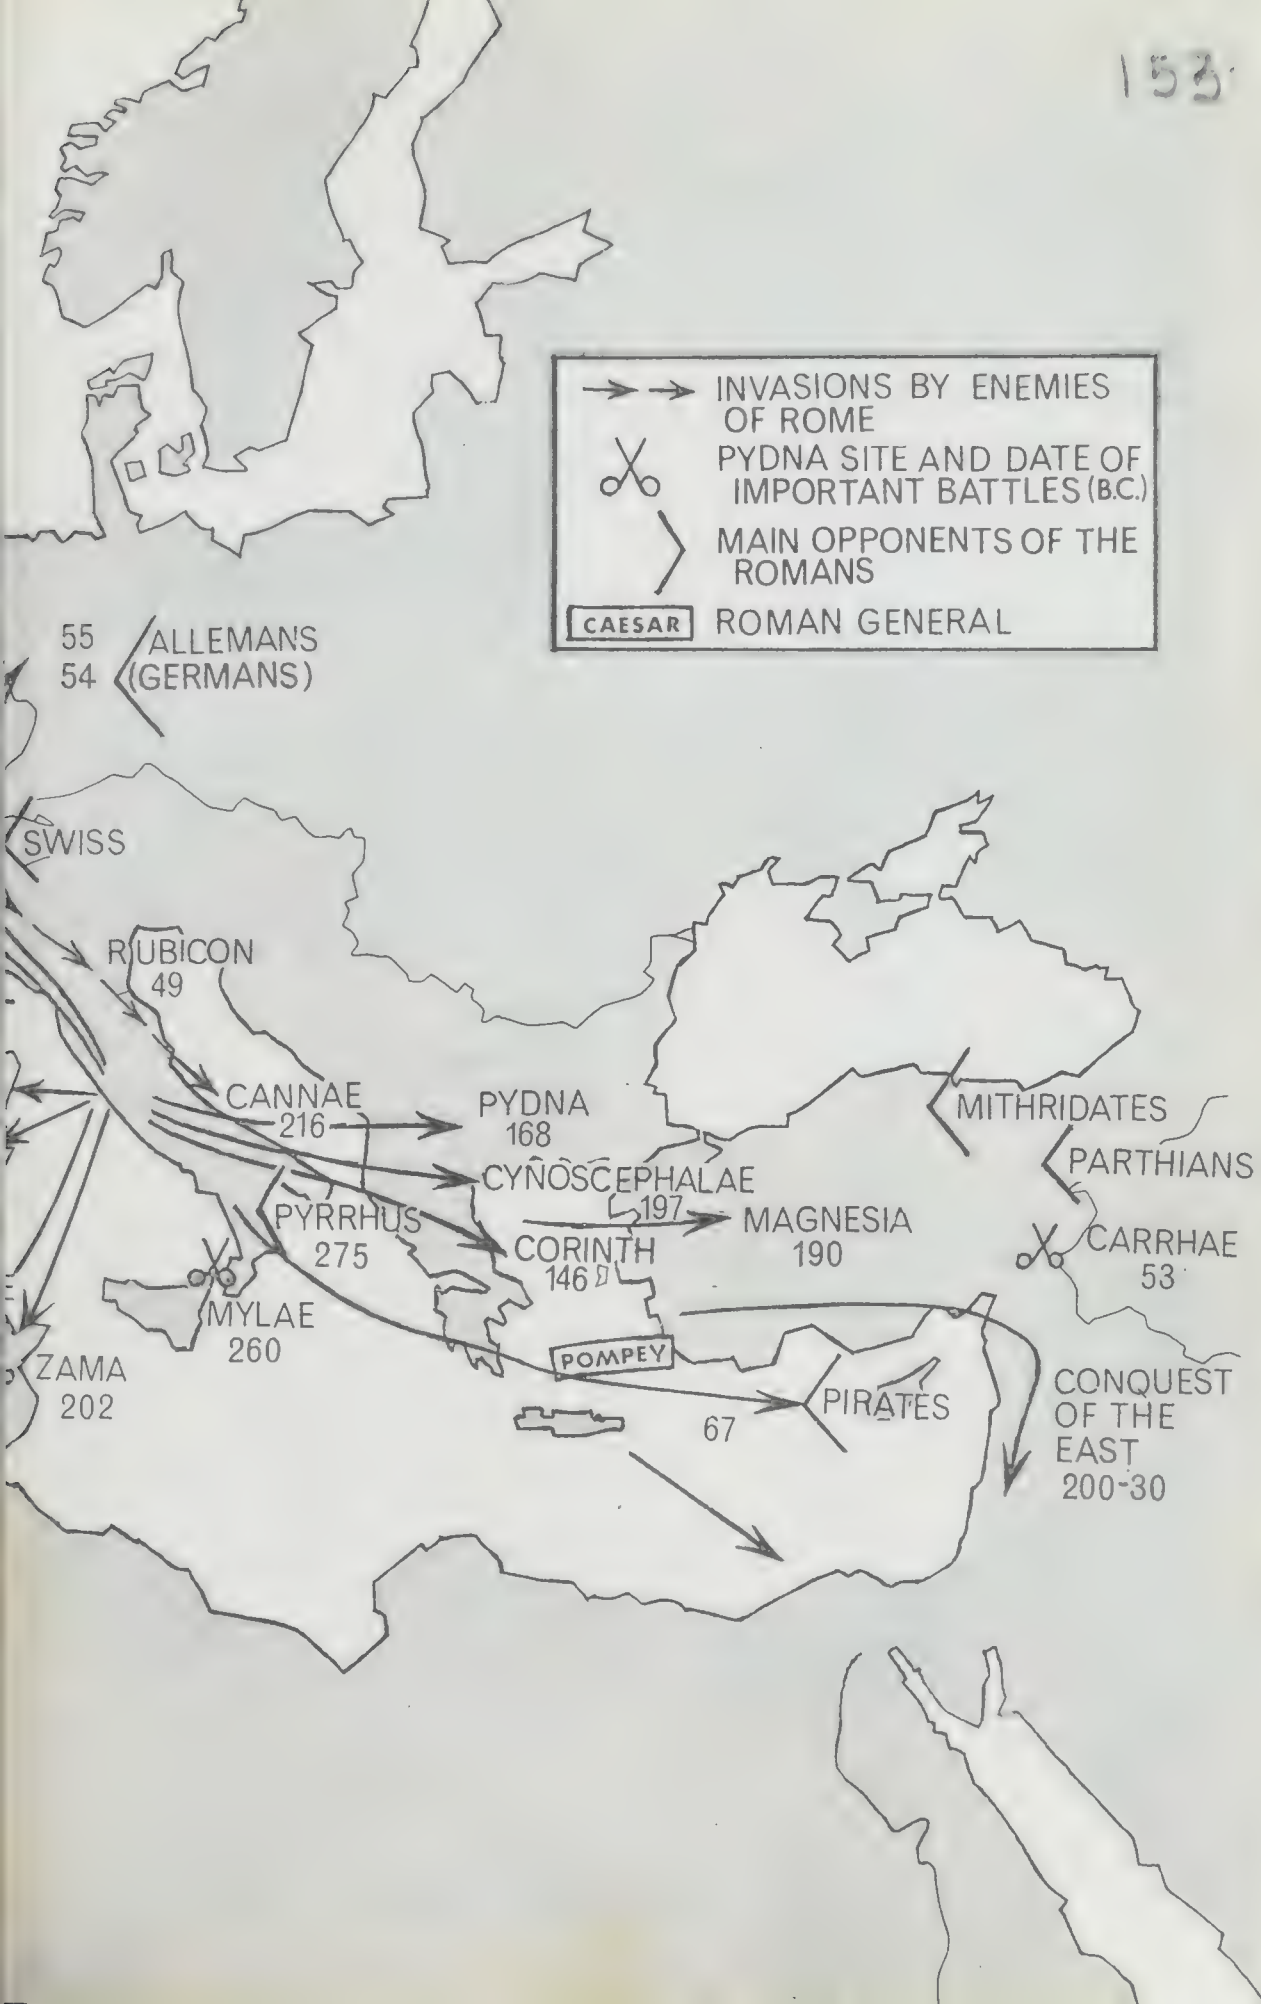 153
INVASIONS BY ENEMIES
OF ROME
PYDNA SITE AND DATE OF
IMPORTANT BATTLES (B.C.)
MAIN OPPONENTS OF THE
ROMANS
CAESAR
ROMAN GENERAL
55
54
ALLEMANS
(GERMANS)
SWISS
RUBICON
49
CANNAE
216
PYDNA
168
CYNOSCEPHALAE
197
MITHRIDATES
PARTHIANS
PYRRHUS
275
CORINTH
146
MAGNESIA
190
CARRHAE
53
MYLAE
260
ZAMA
202
POMPEY
67
PIRATES
CONQUEST
OF THE
EAST
200-30